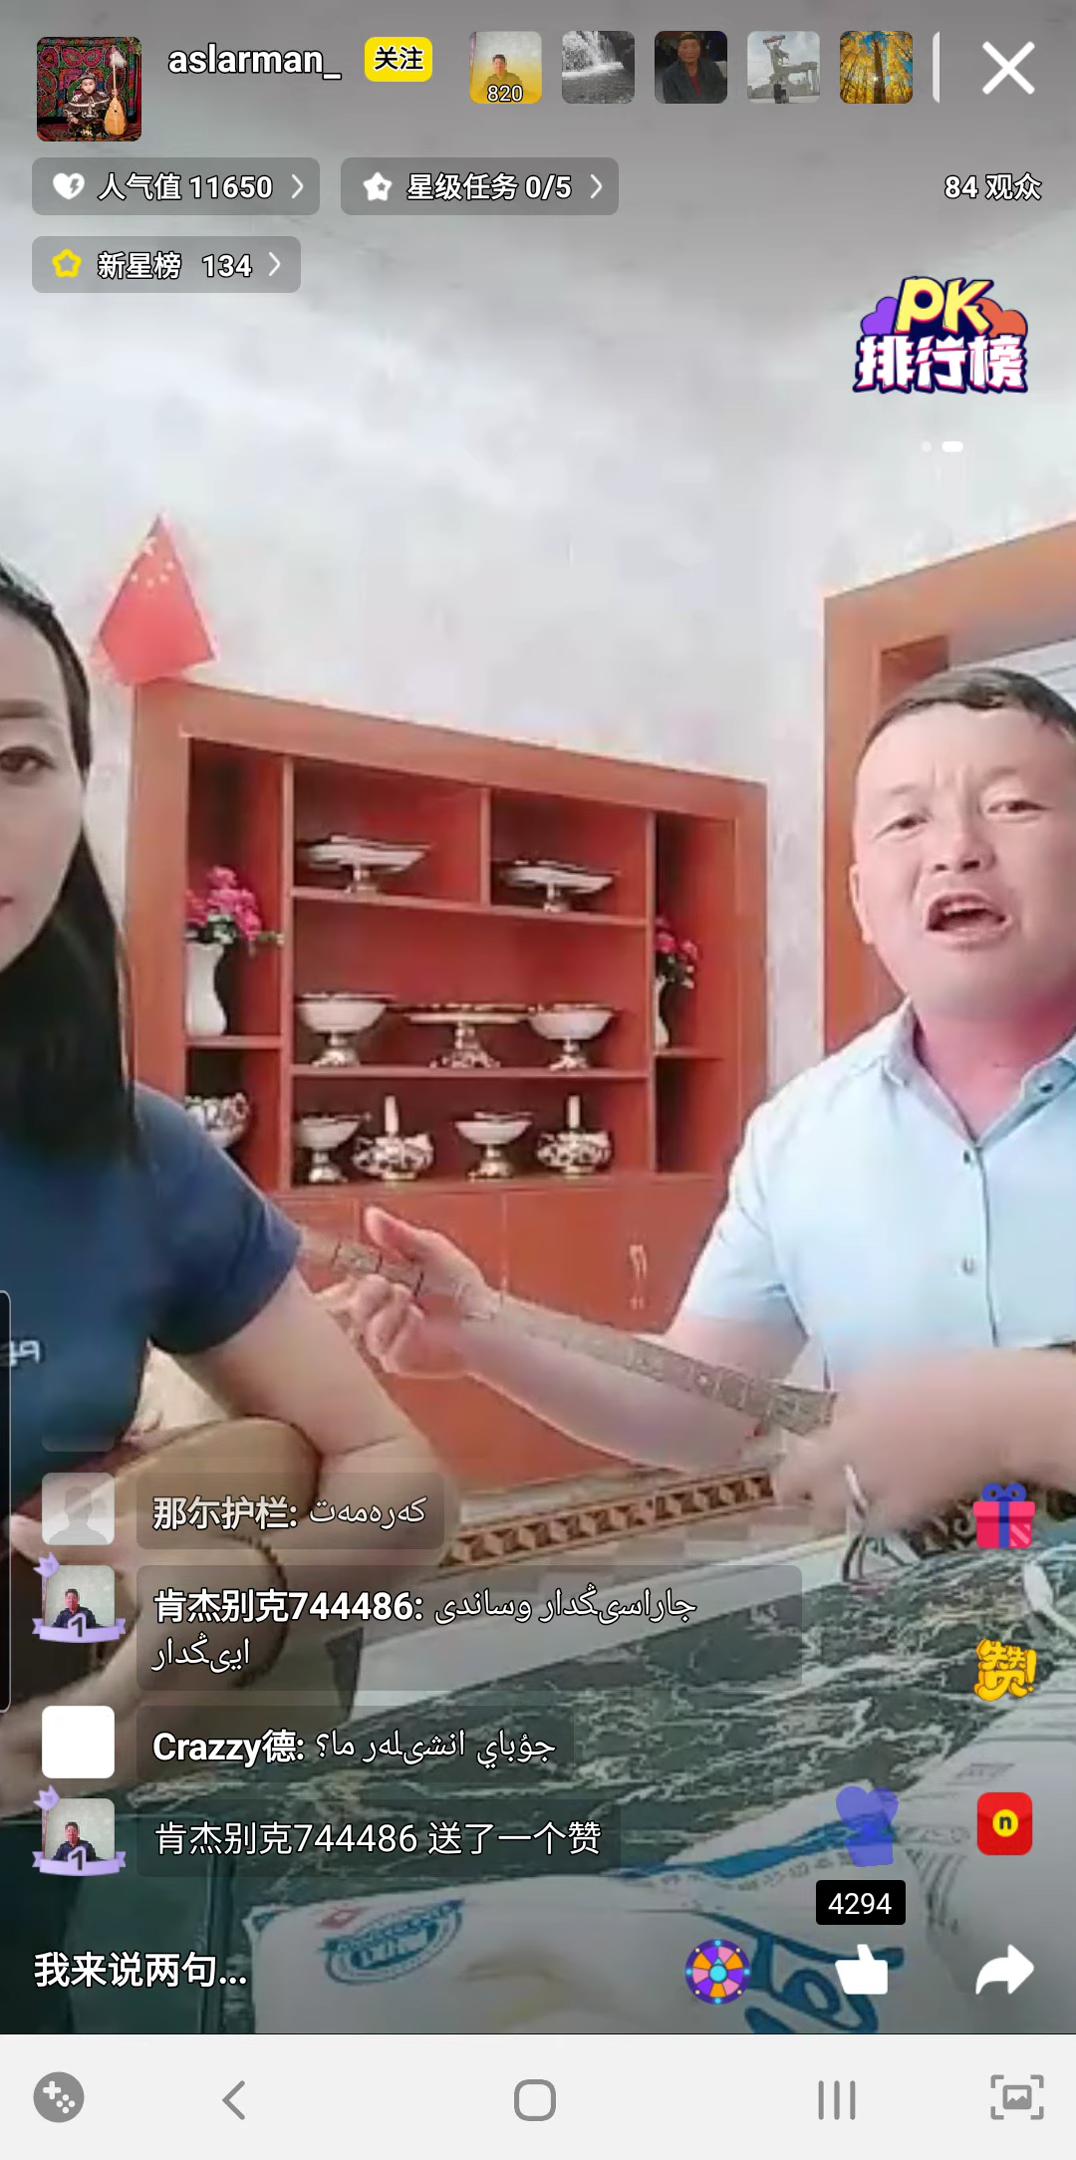 aslarman_
关注
820
人气值 11650
星级任务 0/5
84 观众
新星榜 134
PK
排行榜
那尔护栏: كەرەمەت
肯杰别克744486: جاراسىڭدار وساندى
ايىڭدار
Crazzy德: جۇباي انشىلەر ما؟
肯杰别克744486 送了一个赞
1
1
赞!
n
4294
我来说两句...